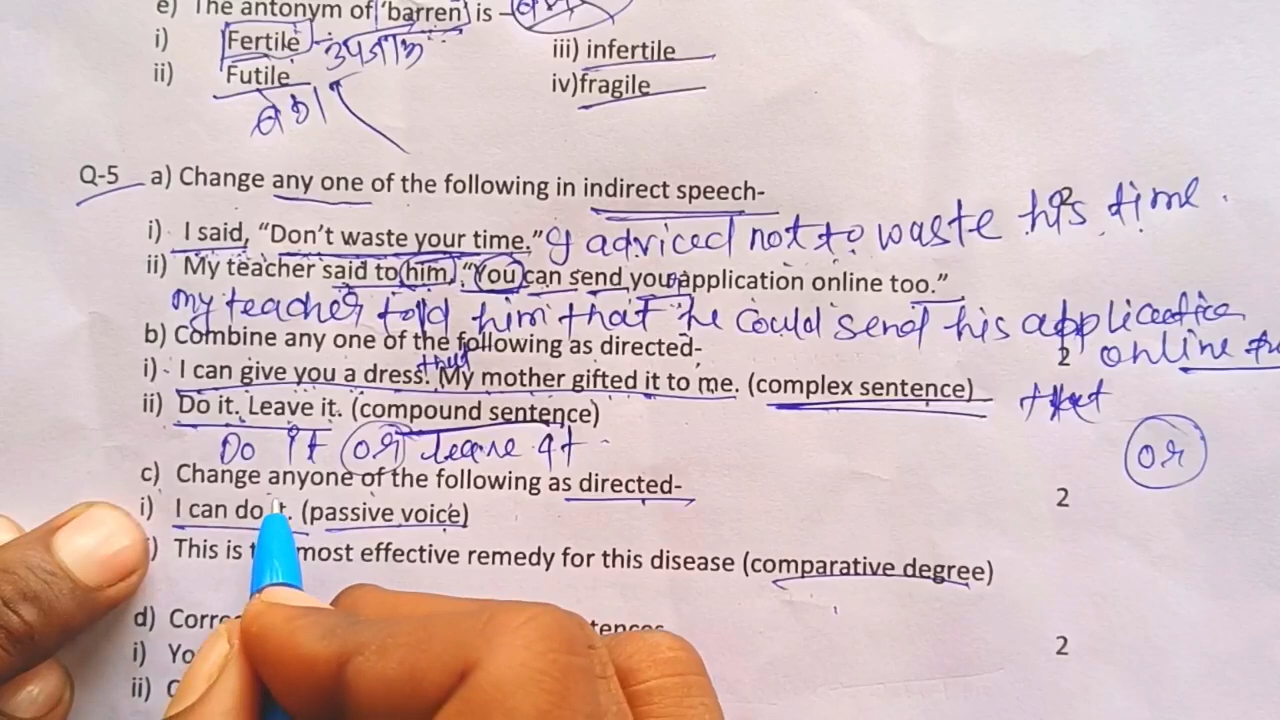 e) The antonym of 'barren' is –
i) Fertile - उपजाऊ iii) infertile
ii) Futile iv)fragile
बेकार
Q-5 a) Change any one of the following in indirect speech-
i) I said, “Don’t waste your time.” I adviced not to waste his time.
ii) My teacher said to him, “You can send your application online too.”
My teacher told him that he could send his application
online
b) Combine any one of the following as directed- 2
that
i) I can give you a dress. My mother gifted it to me. (complex sentence) that
ii) Do it. Leave it. (compound sentence)
Do it or leave it OR
c) Change anyone of the following as directed- 2
i) I can do it. (passive voice)
This is most effective remedy for this disease (comparative degree)
d)
i) 2
ii)